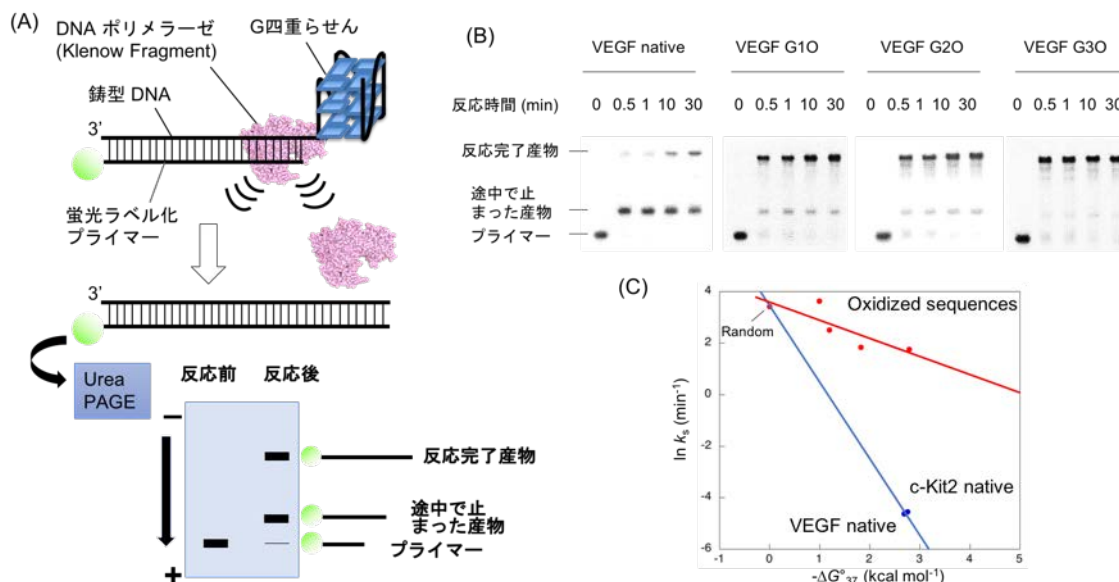 (A)
DNA ポリメラーゼ
(Klenow Fragment)
G四重らせん
鋳型 DNA
3’
蛍光ラベル化
プライマー
3’
Urea
PAGE
反応前 反応後
−
+
反応完了産物
途中で止
まった産物
プライマー
(B)
VEGF native VEGF G1O VEGF G2O VEGF G3O
反応時間 (min) 0 0.5 1 10 30 0 0.5 1 10 30 0 0.5 1 10 30 0 0.5 1 10 30
反応完了産物
途中で止
まった産物
プライマー
(C)
4
2
0
-2
-4
-6
ln ks (min-1)
Oxidized sequences
Random
c-Kit2 native
VEGF native
0 1 2 3 4 5
-ΔG°37 (kcal mol-1)